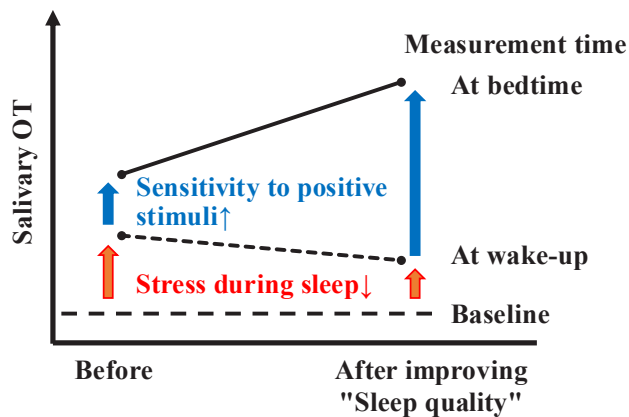 Measurement time
At bedtime
Salivary OT
Sensitivity to positive
stimuli↑
At wake-up
Stress during sleep↓
Baseline
Before
After improving
"Sleep quality"